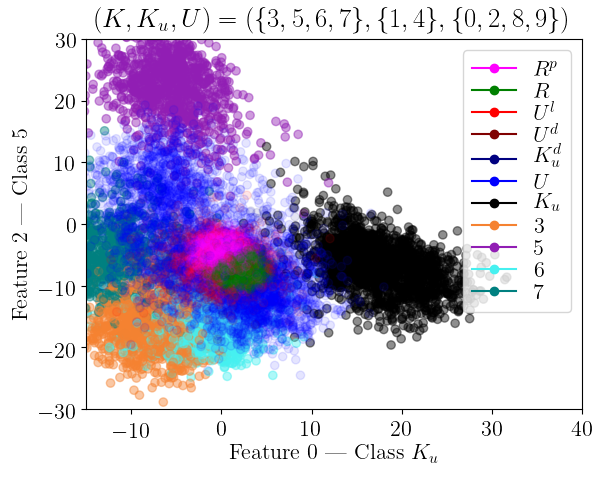 (K, K_u, U) = ({3, 5, 6, 7}, {1, 4}, {0, 2, 8, 9})
30
20
10
0
−10
−20
−30
Feature 2 — Class 5
R^p
R
U^l
U^d
K_u^d
U
K_u
3
5
6
7
−10
0
10
20
30
40
Feature 0 — Class K_u